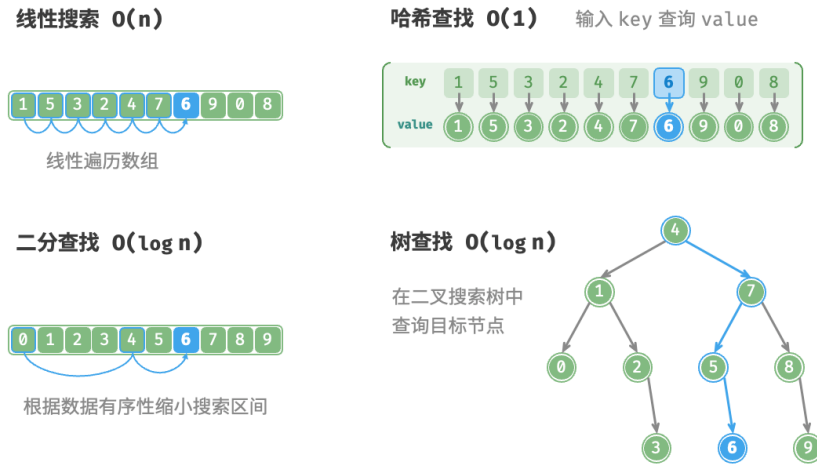 线性搜索 O(n)
1 5 3 2 4 7 6 9 0 8
线性遍历数组
哈希查找 O(1) 输入 key 查询 value
key 1 5 3 2 4 7 6 9 0 8
value 1 5 3 2 4 7 6 9 0 8
二分查找 O(log n)
0 1 2 3 4 5 6 7 8 9
根据数据有序性缩小搜索区间
树查找 O(log n)
在二叉搜索树中
查询目标节点
4
1 7
0 2 5 8
3 6 9